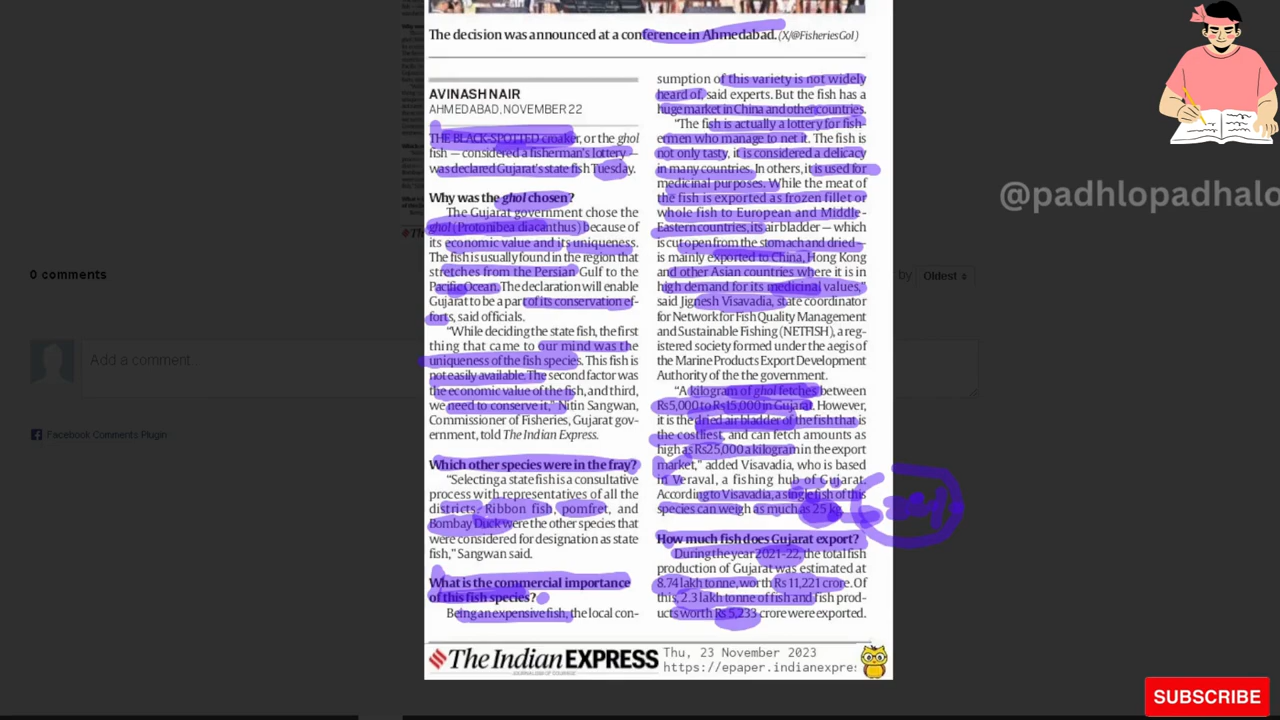 The decision was announced at a conference in Ahmedabad. (X/@FisheriesGoI)
AVINASH NAIR
AHMEDABAD, NOVEMBER 22
THE BLACK-SPOTTED croaker, or the ghol
fish — considered a fisherman's lottery —
was declared Gujarat's state fish Tuesday.
Why was the ghol chosen?
The Gujarat government chose the
ghol (Protonibea diacanthus) because of
its economic value and its uniqueness.
The fish is usually found in the region that
stretches from the Persian Gulf to the
Pacific Ocean. The declaration will enable
Gujarat to be a part of its conservation ef-
forts, said officials.
"While deciding the state fish, the first
thing that came to our mind was the
uniqueness of the fish species. This fish is
not easily available. The second factor was
the economic value of the fish, and third,
we need to conserve it," Nitin Sangwan,
Commissioner of Fisheries, Gujarat gov-
ernment, told The Indian Express.
Which other species were in the fray?
"Selecting a state fish is a consultative
process with representatives of all the
districts. Ribbon fish, pomfret, and
Bombay Duck were the other species that
were considered for designation as state
fish," Sangwan said.
What is the commercial importance
of this fish species?
Being an expensive fish, the local con-
sumption of this variety is not widely
heard of, said experts. But the fish has a
huge market in China and other countries.
"The fish is actually a lottery for fish-
ermen who manage to net it. The fish is
not only tasty, it is considered a delicacy
in many countries. In others, it is used for
medicinal purposes. While the meat of
the fish is exported as frozen fillet or
whole fish to European and Middle-
Eastern countries, its air bladder — which
is cut open from the stomach and dried —
is mainly exported to China, Hong Kong
and other Asian countries where it is in
high demand for its medicinal values,"
said Jignesh Visavadia, state coordinator
for Network for Fish Quality Management
and Sustainable Fishing (NETFISH), a reg-
istered society formed under the aegis of
the Marine Products Export Development
Authority of the the government.
"A kilogram of ghol fetches between
Rs 5,000 to Rs 15,000 in Gujarat. However,
it is the dried air bladder of the fish that is
the costliest, and can fetch amounts as
high as Rs 25,000 a kilogram in the export
market," added Visavadia, who is based
in Veraval, a fishing hub of Gujarat.
According to Visavadia, a single fish of this
species can weigh as much as 25 kg.
How much fish does Gujarat export?
During the year 2021-22, the total fish
production of Gujarat was estimated at
8.74 lakh tonne, worth Rs 11,221 crore. Of
this, 2.3 lakh tonne of fish and fish prod-
ucts worth Rs 5,233 crore were exported.
The Indian EXPRESS
JOURNALISM OF COURAGE
Thu, 23 November 2023
https://epaper.indianexpre
0 comments
by Oldest
Add a comment
Facebook Comments Plugin
@padhopadha
SUBSCRIBE